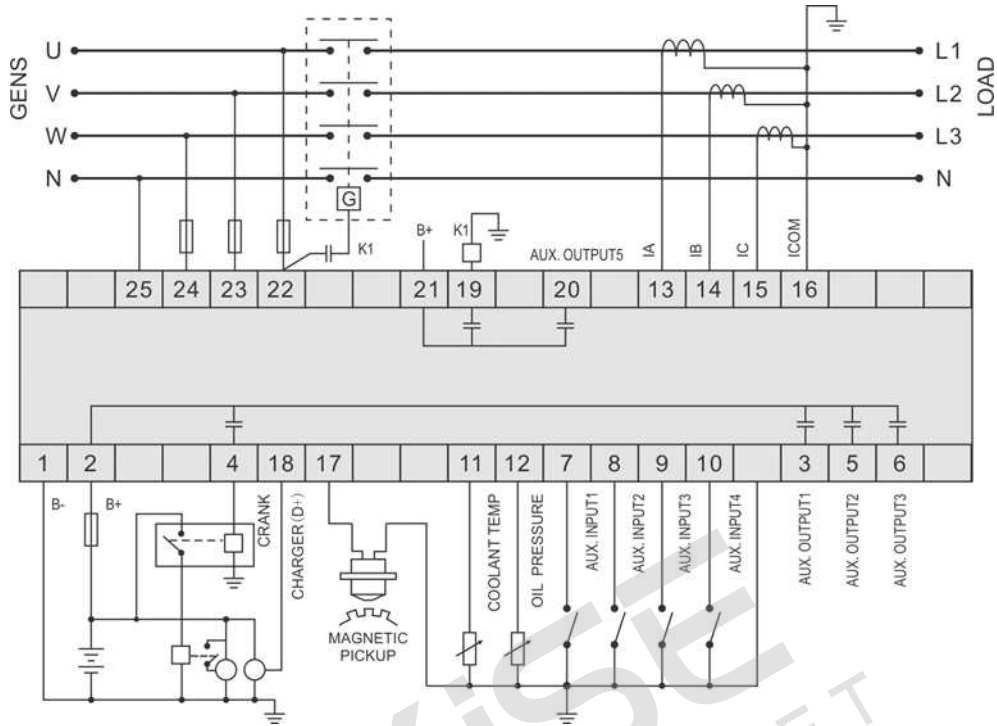 GENS
U
V
W
N
L1
L2
L3
N
LOAD
G
K1
B+
K1
AUX. OUTPUT5
IA
IB
IC
ICOM
25 24 23 22 21 19 20 13 14 15 16
1 2 4 18 17 11 12 7 8 9 10 3 5 6
B-
B+
CRANK
CHARGER(D+)
MAGNETIC
PICKUP
COOLANT TEMP
OIL PRESSURE
AUX. INPUT1
AUX. INPUT2
AUX. INPUT3
AUX. INPUT4
AUX. OUTPUT1
AUX. OUTPUT2
AUX. OUTPUT3